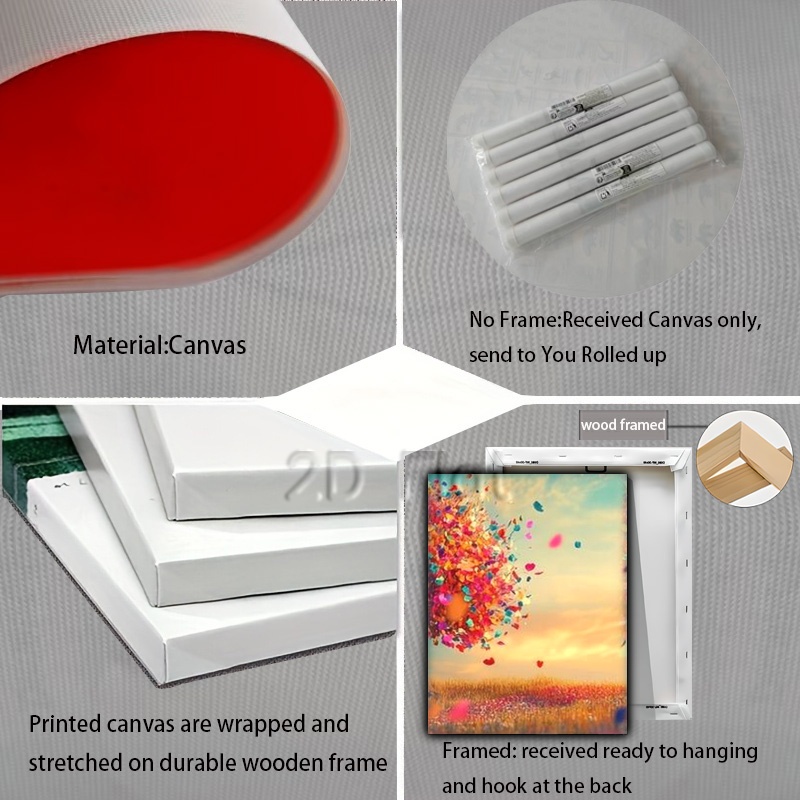 Material:Canvas
No Frame:Received Canvas only,
send to You Rolled up
wood framed
2D
Printed canvas are wrapped and
stretched on durable wooden frame
Framed: received ready to hanging
and hook at the back